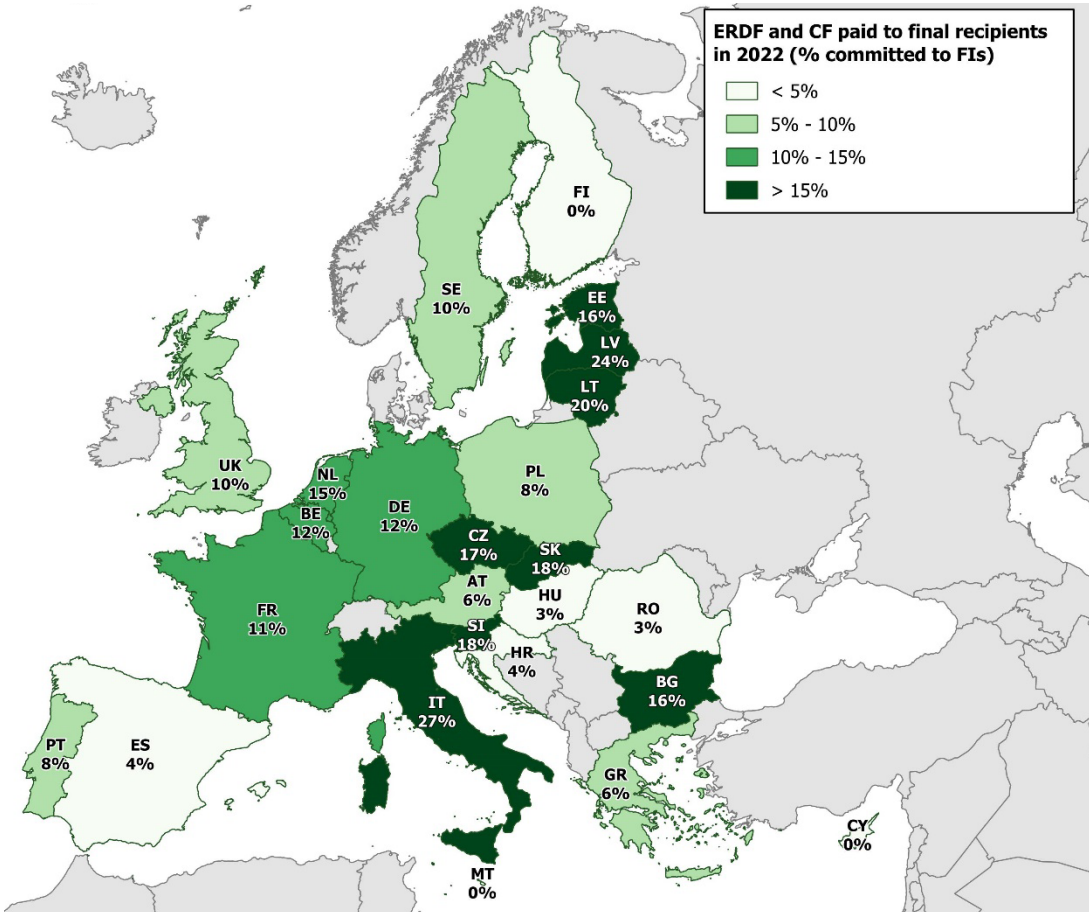 ERDF and CF paid to final recipients
in 2022 (% committed to FIs)
< 5%
5% - 10%
10% - 15%
> 15%
FI
0%
SE
10%
EE
16%
LV
24%
LT
20%
UK
10%
NL
15%
BE
12%
DE
12%
PL
8%
CZ
17%
SK
18%
AT
6%
HU
3%
RO
3%
FR
11%
SI
18%
HR
4%
IT
27%
BG
16%
PT
8%
ES
4%
GR
6%
CY
0%
MT
0%